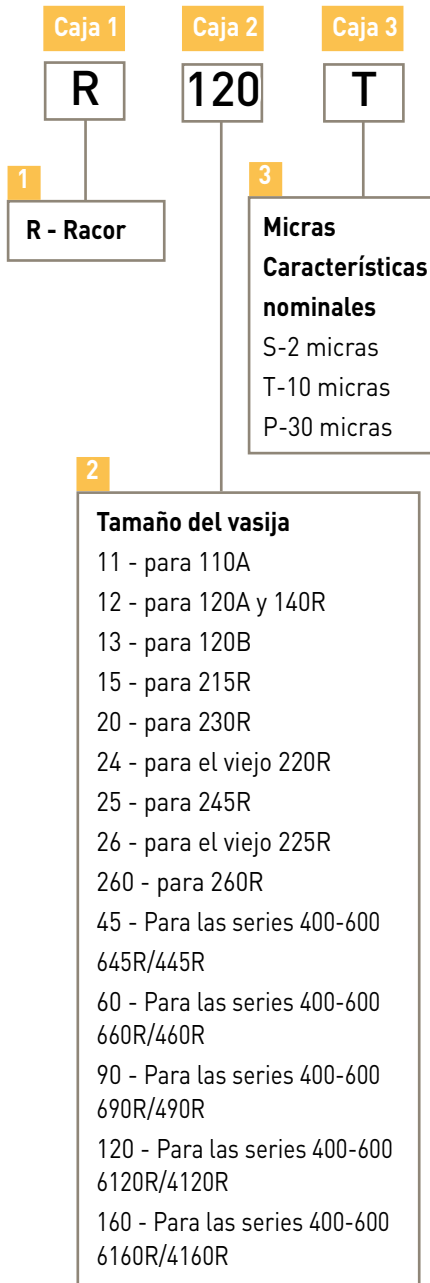 Caja 1
Caja 2
Caja 3
R
120
T
1
R - Racor
3
Micras
Características
nominales
S-2 micras
T-10 micras
P-30 micras
2
Tamaño del vasija
11 - para 110A
12 - para 120A y 140R
13 - para 120B
15 - para 215R
20 - para 230R
24 - para el viejo 220R
25 - para 245R
26 - para el viejo 225R
260 - para 260R
45 - Para las series 400-600
645R/445R
60 - Para las series 400-600
660R/460R
90 - Para las series 400-600
690R/490R
120 - Para las series 400-600
6120R/4120R
160 - Para las series 400-600
6160R/4160R